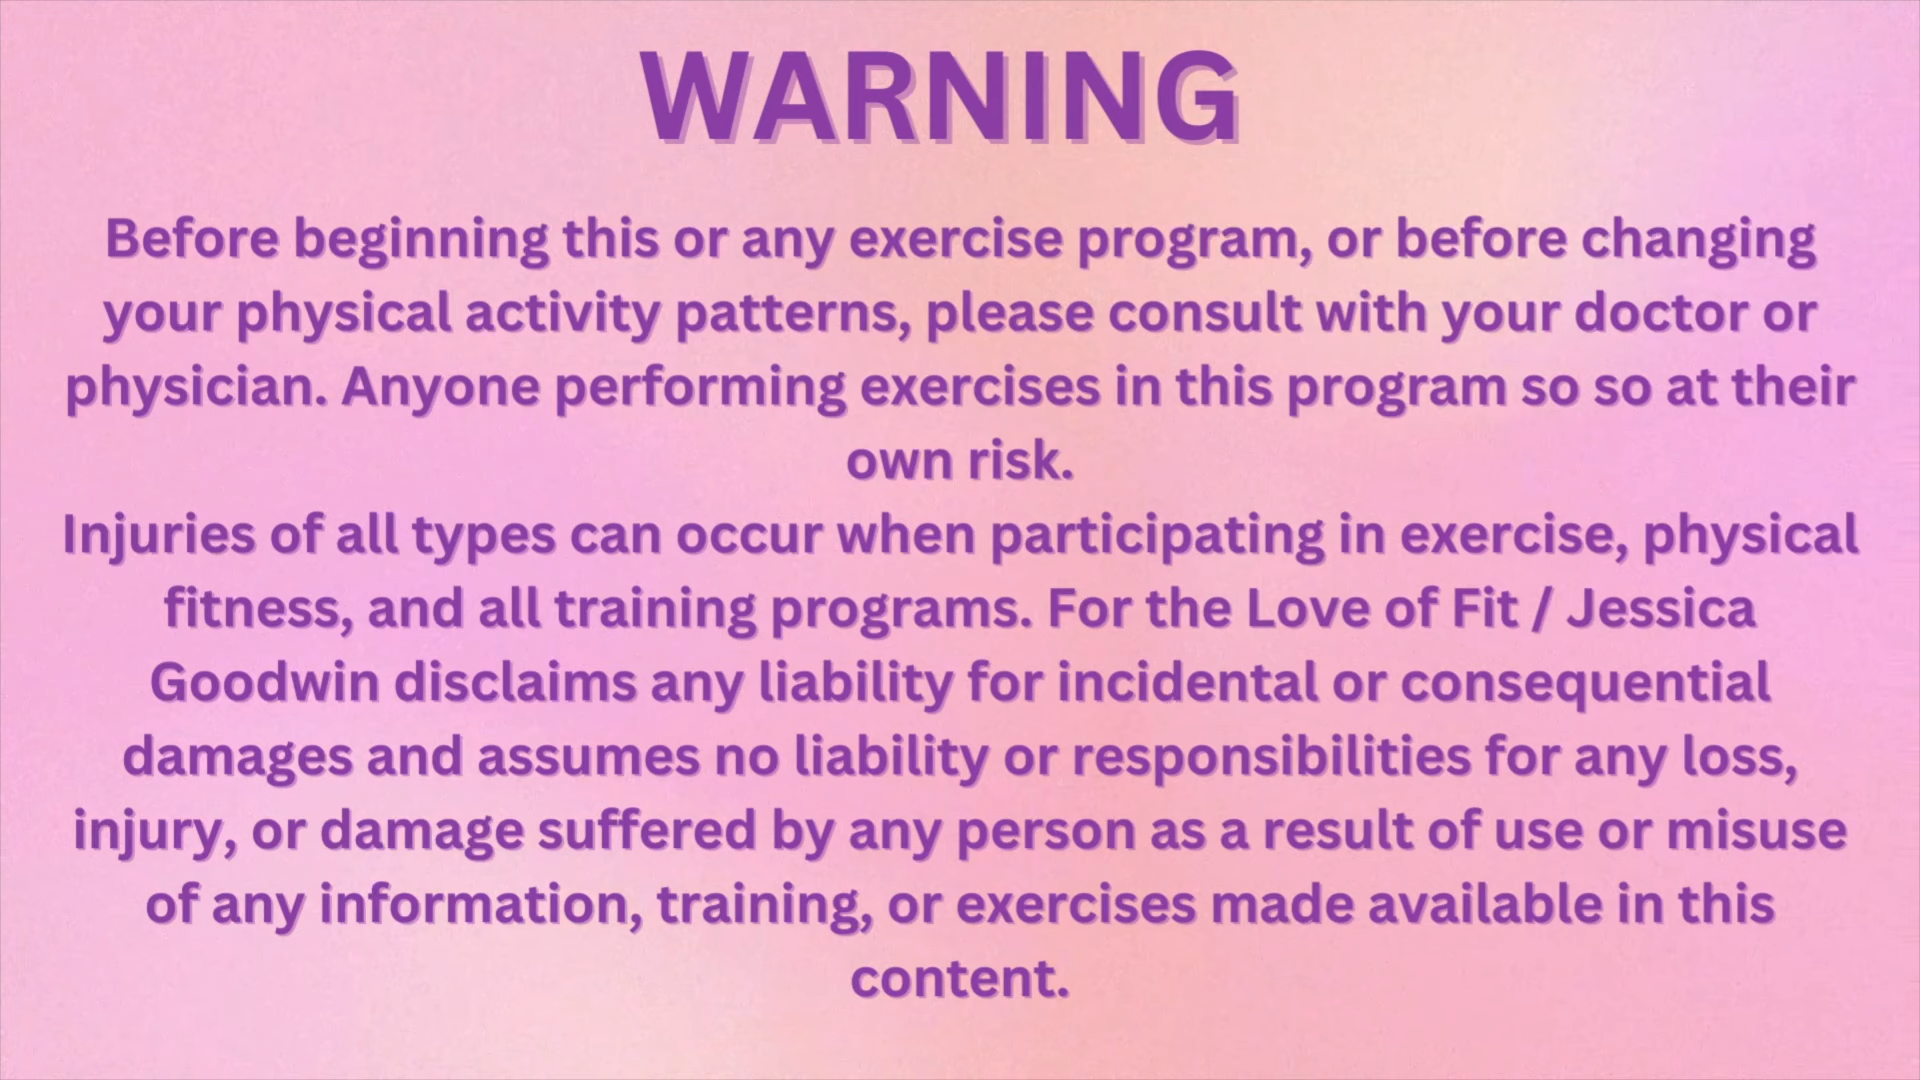 WARNING
Before beginning this or any exercise program, or before changing
your physical activity patterns, please consult with your doctor or
physician. Anyone performing exercises in this program so so at their
own risk.
Injuries of all types can occur when participating in exercise, physical
fitness, and all training programs. For the Love of Fit / Jessica
Goodwin disclaims any liability for incidental or consequential
damages and assumes no liability or responsibilities for any loss,
injury, or damage suffered by any person as a result of use or misuse
of any information, training, or exercises made available in this
content.